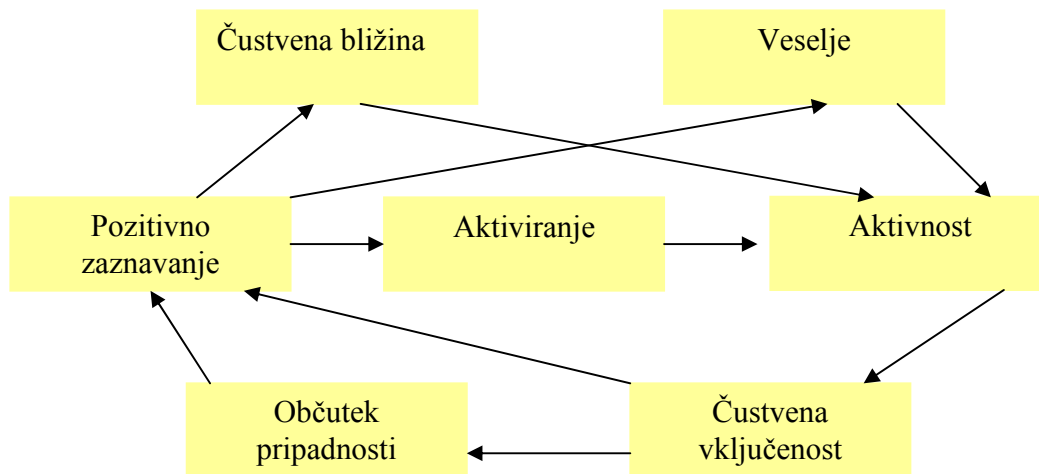 Čustvena bližina
Veselje
Pozitivno
zaznavanje
Aktiviranje
Aktivnost
Občutek
pripadnosti
Čustvena
vključenost